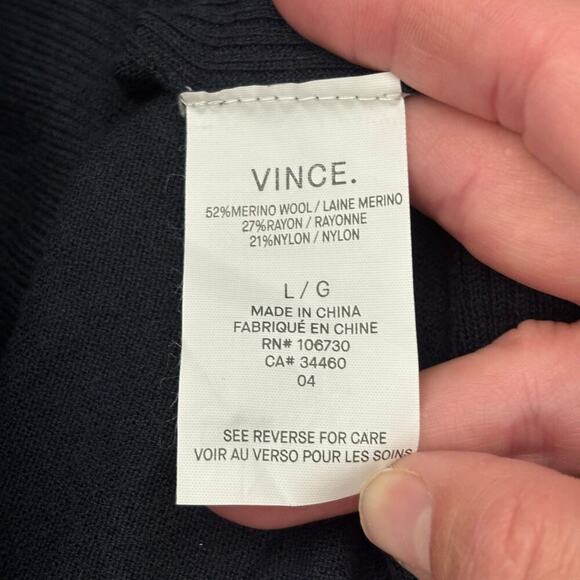 VINCE.
52%MERINO WOOL / LAINE MERINO
27%RAYON / RAYONNE
21%NYLON / NYLON
L / G
MADE IN CHINA
FABRIQUÉ EN CHINE
RN# 106730
CA# 34460
04
SEE REVERSE FOR CARE
VOIR AU VERSO POUR LES SOINS